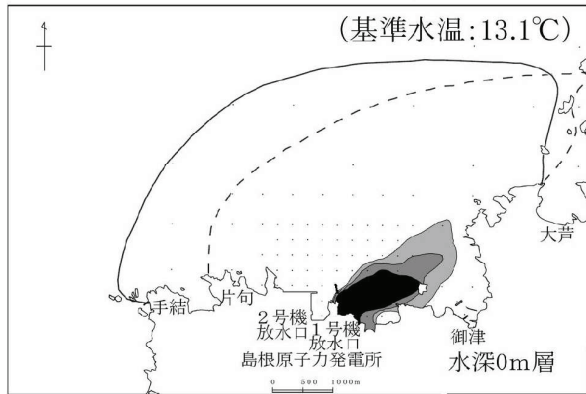 (基準水温:13.1℃)
大芦
手結
片句
2号機
放水口
1号機
放水口
御津
島根原子力発電所
水深0m層
0 500 1000m